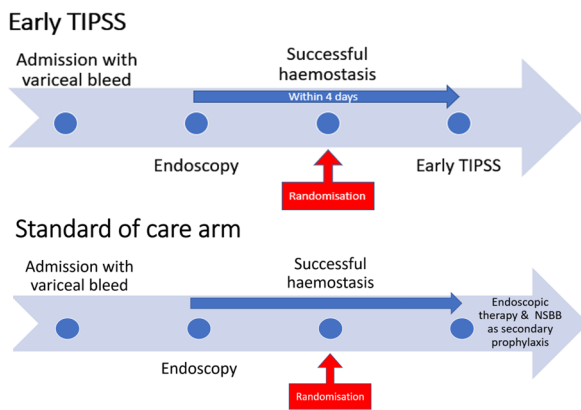 Early TIPSS
Admission with
variceal bleed
Successful
haemostasis
Within 4 days
Endoscopy
Early TIPSS
Randomisation
Standard of care arm
Admission with
variceal bleed
Successful
haemostasis
Endoscopic
therapy & NSBB
as secondary
prophylaxis
Endoscopy
Randomisation